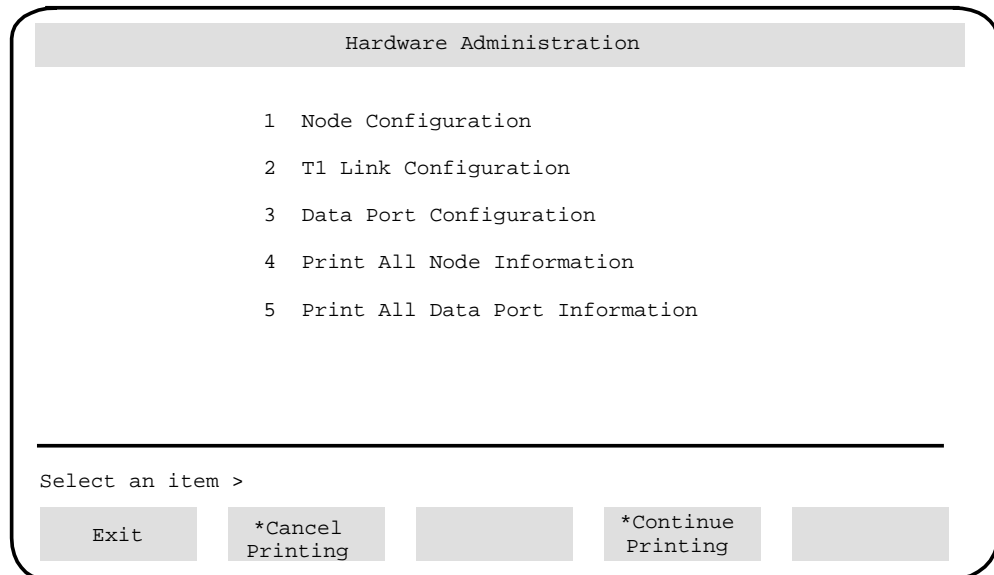 Hardware Administration
1 Node Configuration
2 T1 Link Configuration
3 Data Port Configuration
4 Print All Node Information
5 Print All Data Port Information
Select an item >
Exit
*Cancel
Printing
*Continue
Printing